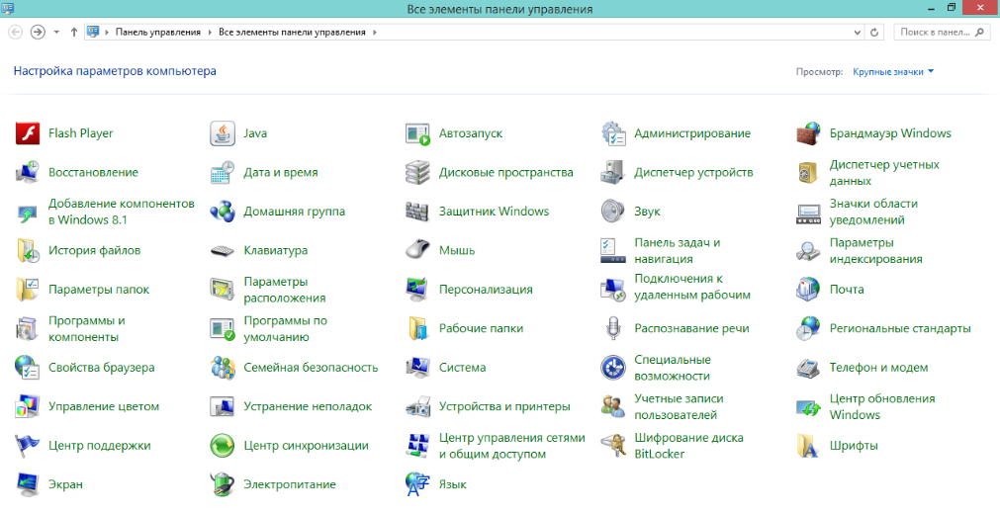 Все элементы панели управления
Панель управления
Все элементы панели управления
Поиск в панел...
Настройка параметров компьютера
Просмотр:
Крупные значки
Flash Player
Java
Автозапуск
Администрирование
Брандмауэр Windows
Восстановление
Дата и время
Дисковые пространства
Диспетчер устройств
Диспетчер учетных
данных
Добавление компонентов
в Windows 8.1
Домашняя группа
Защитник Windows
Звук
Значки области
уведомлений
История файлов
Клавиатура
Мышь
Панель задач и
навигация
Параметры
индексирования
Параметры папок
Параметры
расположения
Персонализация
Подключения к
удаленным рабочим
Почта
Программы и
компоненты
Программы по
умолчанию
Рабочие папки
Распознавание речи
Региональные стандарты
Свойства браузера
Семейная безопасность
Система
Специальные
возможности
Телефон и модем
Управление цветом
Устранение неполадок
Устройства и принтеры
Учетные записи
пользователей
Центр обновления
Windows
Центр поддержки
Центр синхронизации
Центр управления сетями
и общим доступом
Шифрование диска
BitLocker
Шрифты
Экран
Электропитание
Язык